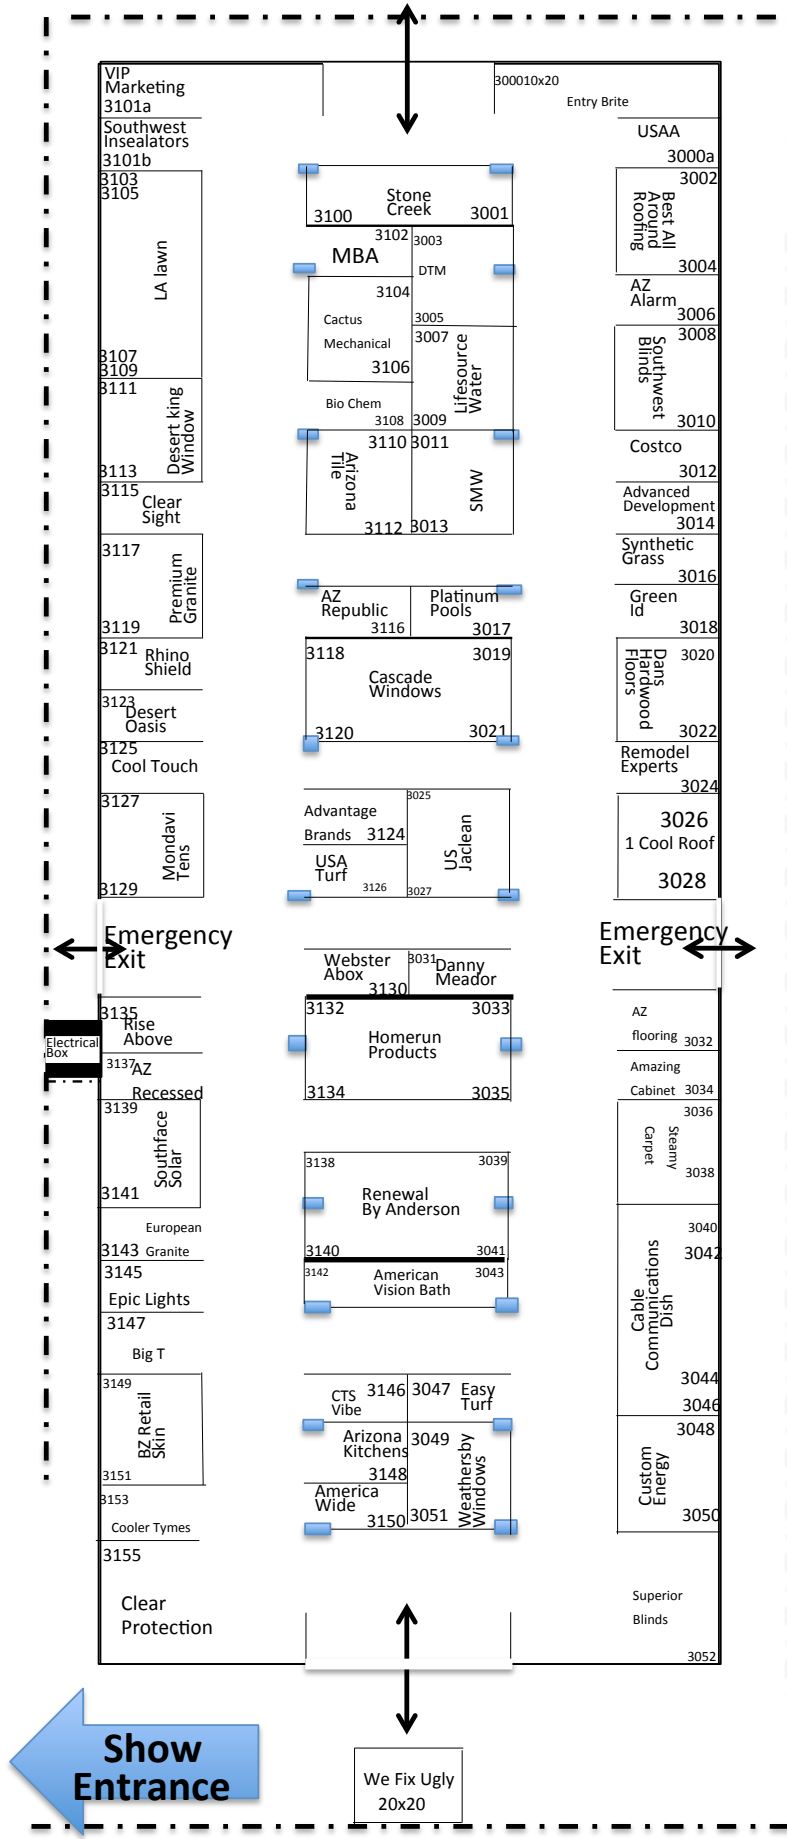 VIP
Marketing
3101a
Southwest
Insealators
3101b
3103
3105
LA lawn
3107
3109
3111
Desert king
Window
3113
3115
Clear
Sight
3117
Premium
Granite
3119
3121
Rhino
Shield
3123
Desert
Oasis
3125
Cool Touch
3127
Mondavi
Tens
3129
Emergency
Exit
3135
Rise
Above
Electrical
Box
3137
AZ
Recessed
3139
Southface
Solar
3141
European
3143 Granite
3145
Epic Lights
3147
Big T
3149
BZ Retail
Skin
3151
3153
Cooler Tymes
3155
Clear
Protection
Stone
Creek
3100 3001
3102 3003
MBA
DTM
3104
Cactus
Mechanical
3005
3007
3106
Lifesource
Water
Bio Chem
3108 3009
3110 3011
Arizona
Tile
SMW
3112 3013
AZ
Republic
3116
Platinum
Pools
3017
3118 3019
Cascade
Windows
3120 3021
Advantage
Brands 3124
3025
US
Jaclean
USA
Turf
3126 3027
Webster
Abox
3130
3031
Danny
Meador
3132 3033
Homerun
Products
3134 3035
3138 3039
Renewal
By Anderson
3140 3041
3142 3043
American
Vision Bath
3146 3047
CTS
Vibe
Easy
Turf
Arizona
Kitchens
3148
3049
Weathersby
Windows
America
Wide
3150 3051
300010x20
Entry Brite
USAA
3000a
3002
Best All
Around
Roofing
3004
AZ
Alarm
3006
3008
Southwest
Blinds
3010
Costco
3012
Advanced
Development
3014
Synthetic
Grass
3016
Green
Id
3018
3020
Dans
Hardwood
Floors
3022
Remodel
Experts
3024
3026
1 Cool Roof
3028
Emergency
Exit
AZ
flooring 3032
Amazing
Cabinet 3034
3036
Steamy
Carpet
3038
3040
3042
Cable
Communications
Dish
3044
3046
3048
Custom
Energy
3050
Superior
Blinds
3052
Show
Entrance
We Fix Ugly
20x20